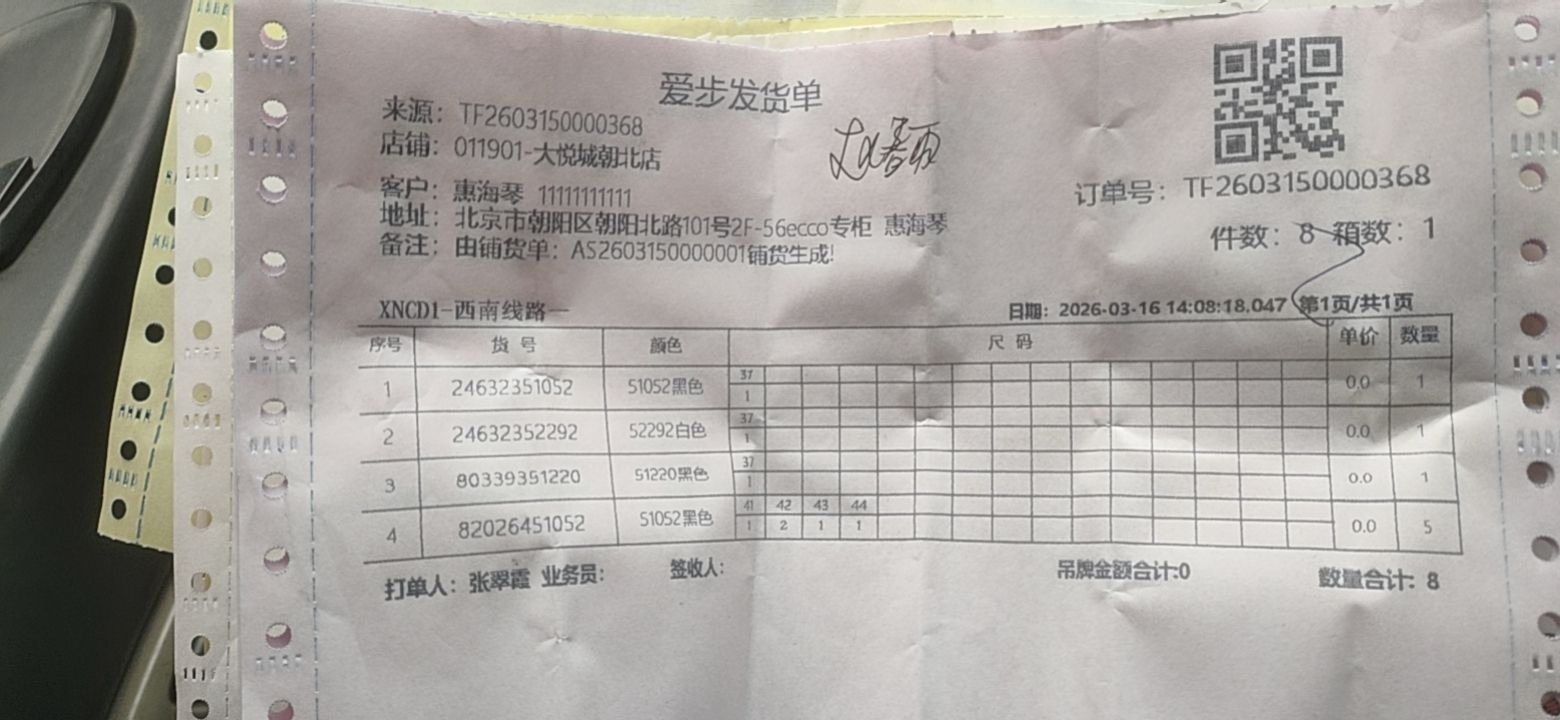 爱步发货单
来源：TF2603150000368
店铺：011901-大悦城朝北店
客户：惠海琴 11111111111
订单号：TF2603150000368
地址：北京市朝阳区朝阳北路101号2F-56ecco专柜 惠海琴
件数：8 箱数：1
备注：由铺货单：AS2603150000001铺货生成!
XNCD1-西南线路一
日期：2026-03-16 14:08:18.047 第1页/共1页
序号 货号 颜色 尺码 单价 数量
37
1 24632351052 51052黑色 0.0 1
1
37
2 24632352292 52292白色 0.0 1
1
37
3 80339351220 51220黑色 0.0 1
1
41 42 43 44
4 82026451052 51052黑色 0.0 5
1 2 1 1
打单人：张翠霞 业务员： 签收人： 吊牌金额合计:0 数量合计: 8